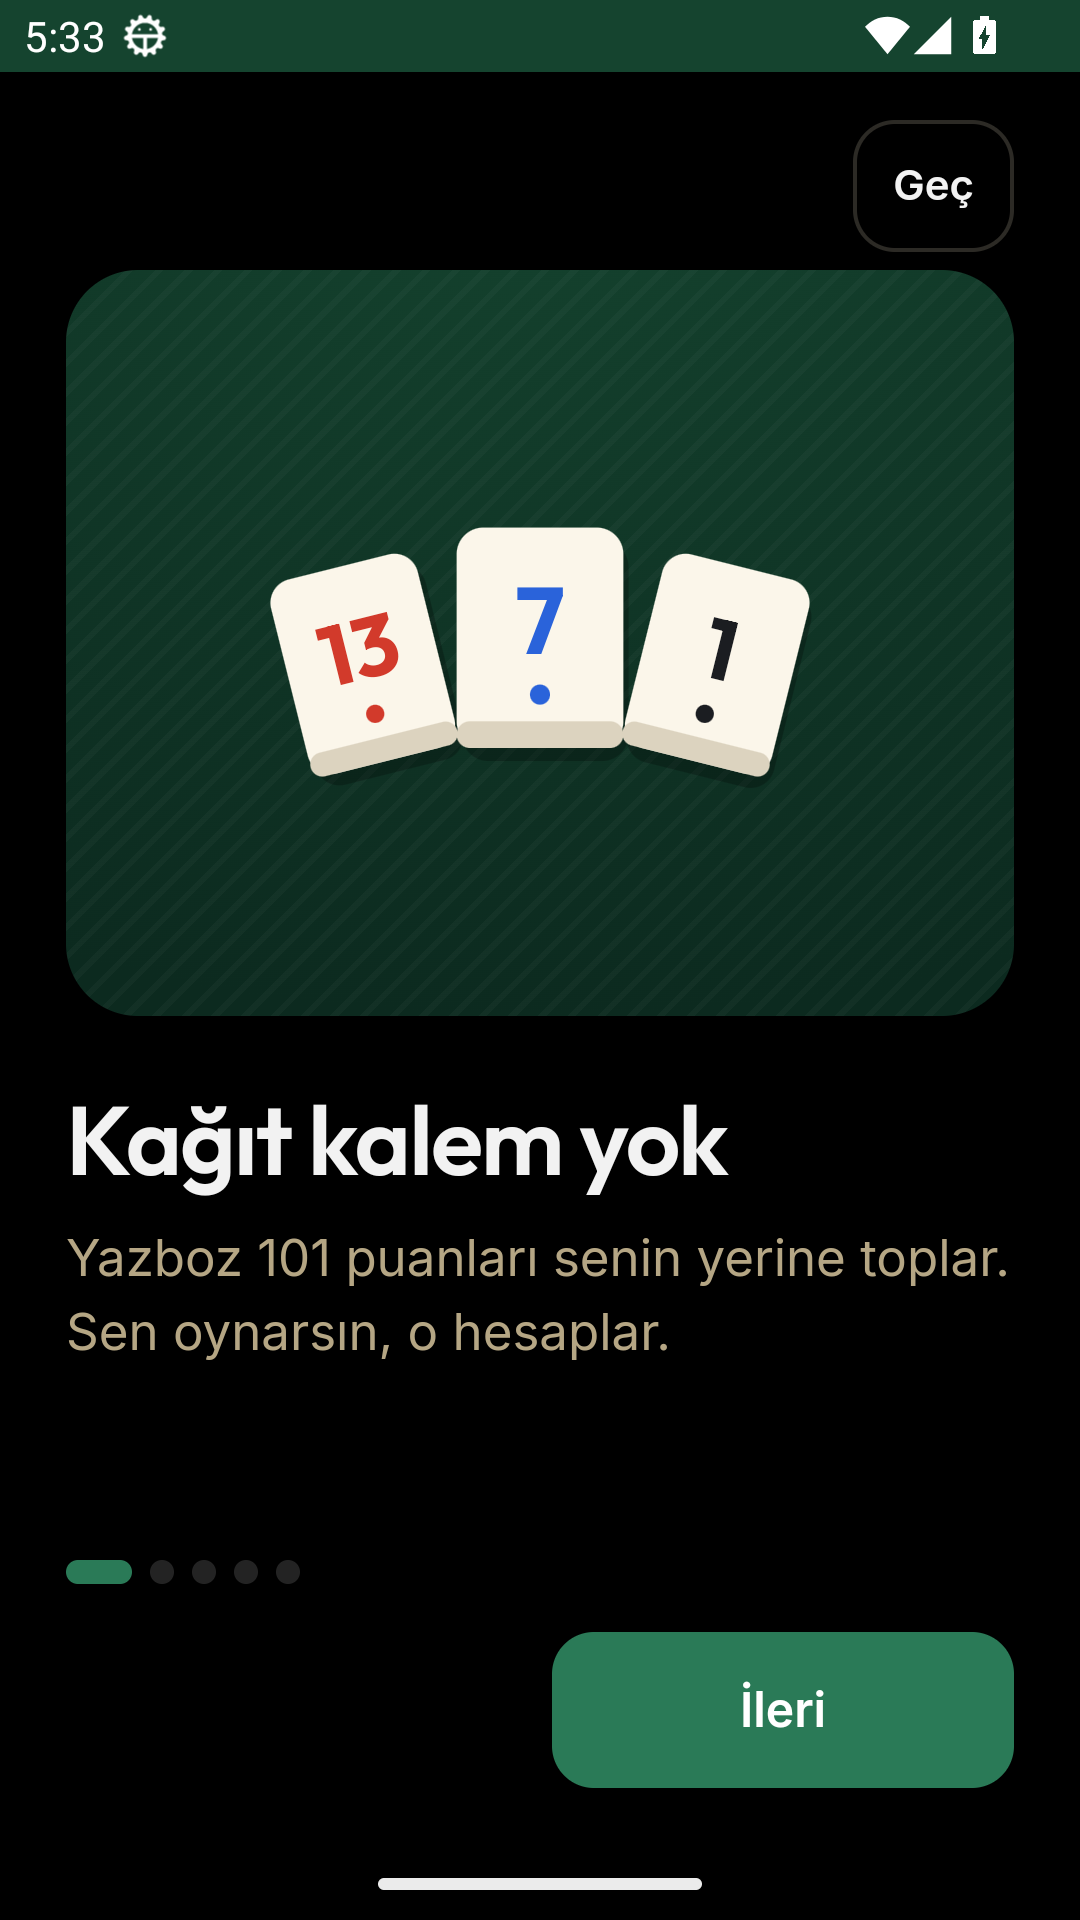 5:33
Geç
13
7
1
Kağıt kalem yok
Yazboz 101 puanları senin yerine toplar.
Sen oynarsın, o hesaplar.
İleri